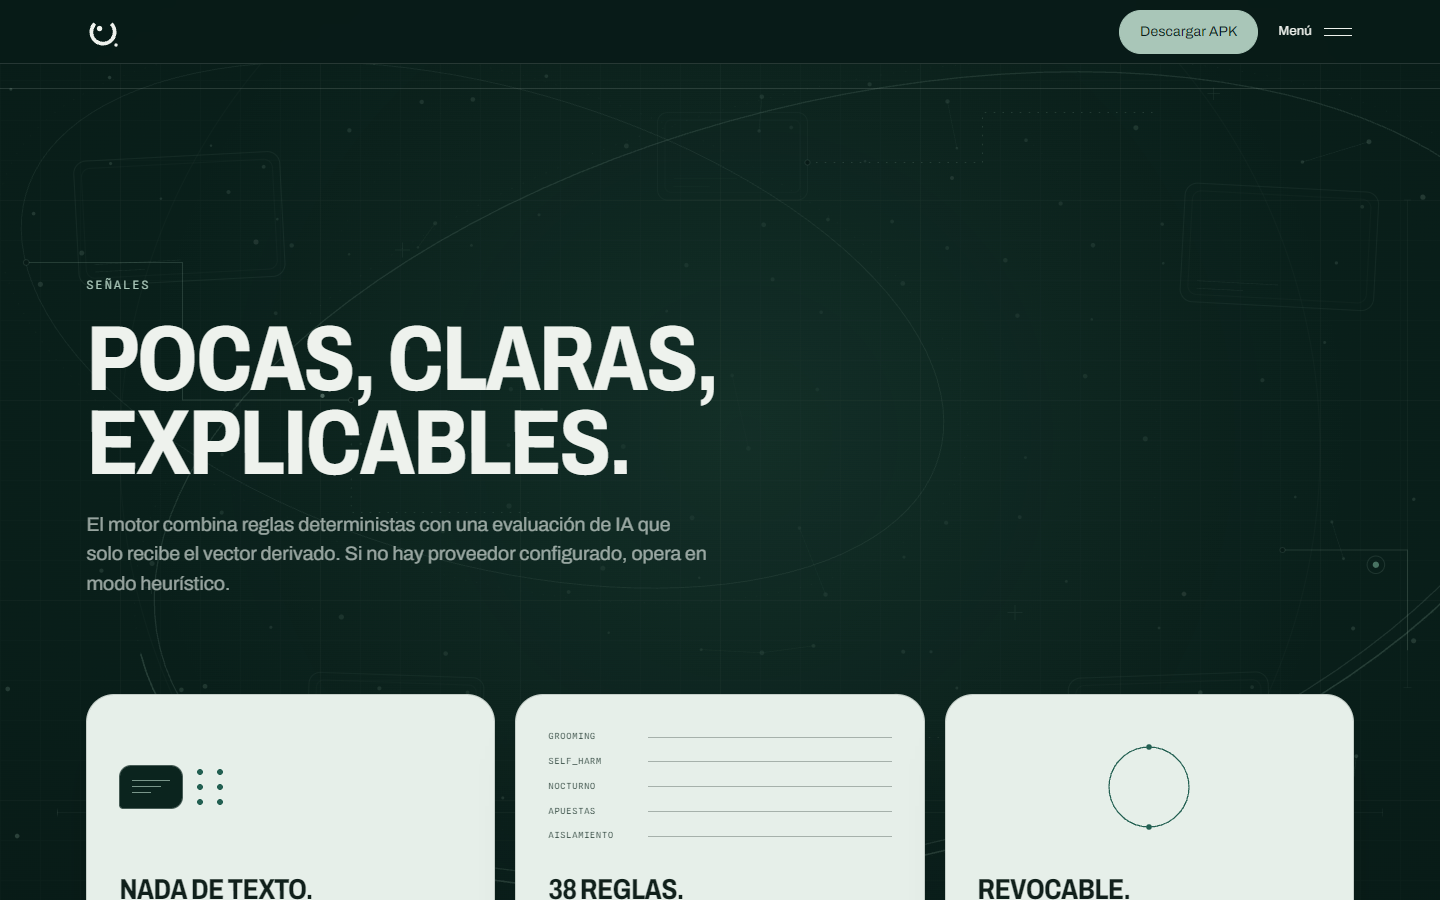 Descargar APK
Menú
SEÑALES
POCAS, CLARAS,
EXPLICABLES.
El motor combina reglas deterministas con una evaluación de IA que
solo recibe el vector derivado. Si no hay proveedor configurado, opera en
modo heurístico.
GROOMING
SELF_HARM
NOCTURNO
APUESTAS
AISLAMIENTO
NADA DE TEXTO.
38 REGLAS.
REVOCABLE.